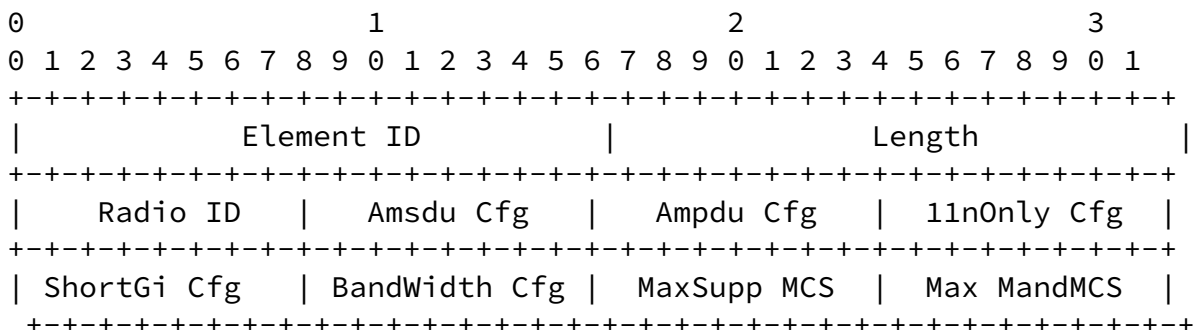 0                   1                   2                   3
0 1 2 3 4 5 6 7 8 9 0 1 2 3 4 5 6 7 8 9 0 1 2 3 4 5 6 7 8 9 0 1
+-+-+-+-+-+-+-+-+-+-+-+-+-+-+-+-+-+-+-+-+-+-+-+-+-+-+-+-+-+-+-+-+
|            Element ID          |              Length           |
+-+-+-+-+-+-+-+-+-+-+-+-+-+-+-+-+-+-+-+-+-+-+-+-+-+-+-+-+-+-+-+-+
|    Radio ID   |   Amsdu Cfg   |   Ampdu Cfg   |  11nOnly Cfg  |
+-+-+-+-+-+-+-+-+-+-+-+-+-+-+-+-+-+-+-+-+-+-+-+-+-+-+-+-+-+-+-+-+
| ShortGi Cfg   | BandWidth Cfg |  MaxSupp MCS  |  Max MandMCS  |
 +-+-+-+-+-+-+-+-+-+-+-+-+-+-+-+-+-+-+-+-+-+-+-+-+-+-+-+-+-+-+-+-+